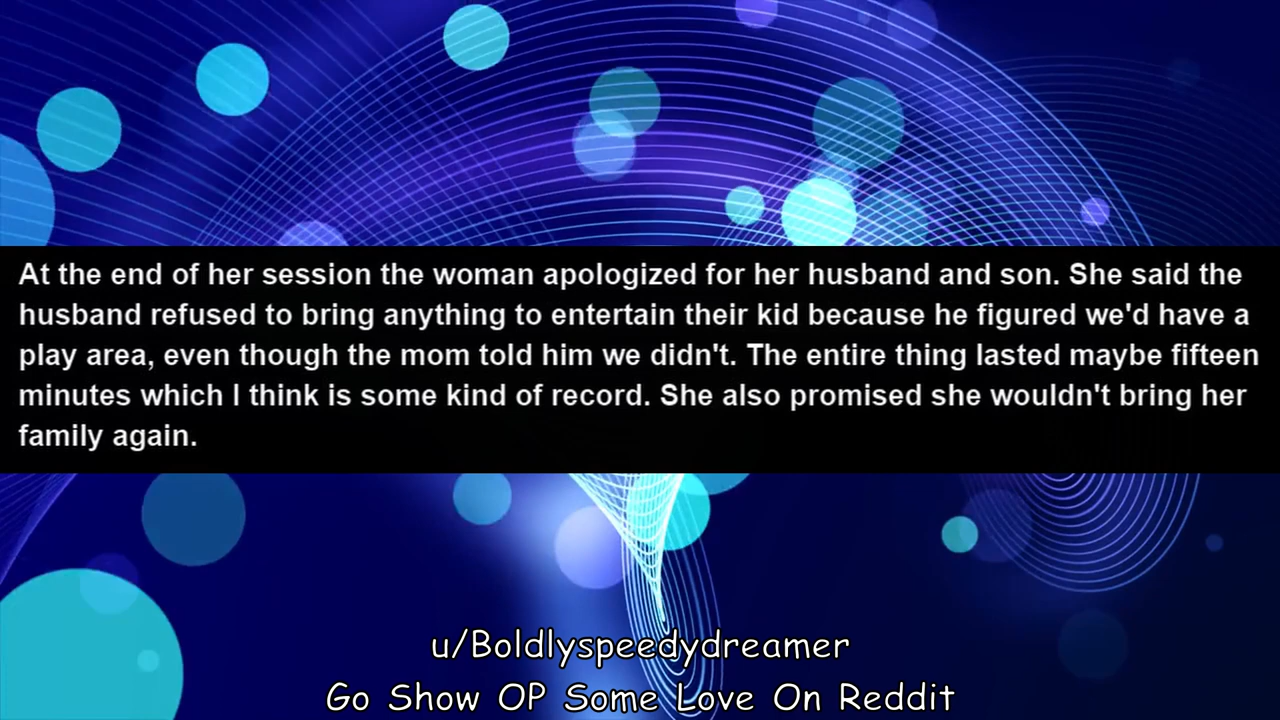 At the end of her session the woman apologized for her husband and son. She said the
husband refused to bring anything to entertain their kid because he figured we'd have a
play area, even though the mom told him we didn't. The entire thing lasted maybe fifteen
minutes which I think is some kind of record. She also promised she wouldn't bring her
family again.
u/Boldlyspeedydreamer
Go Show OP Some Love On Reddit